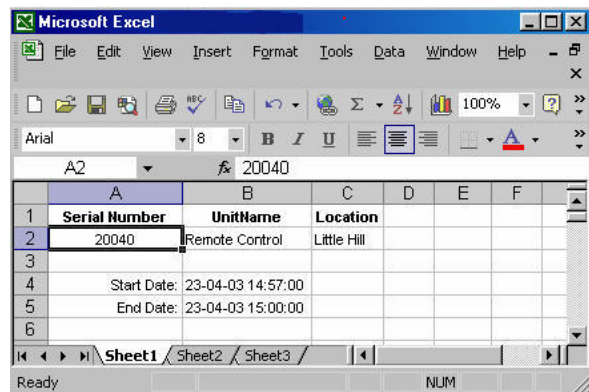 Microsoft Excel
File Edit View Insert Format Tools Data Window Help
ABC Σ A Z 100% ? »
Arial 8 B I U A »
A2 fx 20040
A B C D E F
1 Serial Number UnitName Location
2 20040 Remote Control Little Hill
3
4 Start Date: 23-04-03 14:57:00
5 End Date: 23-04-03 15:00:00
6
Sheet1 Sheet2 Sheet3
Ready NUM